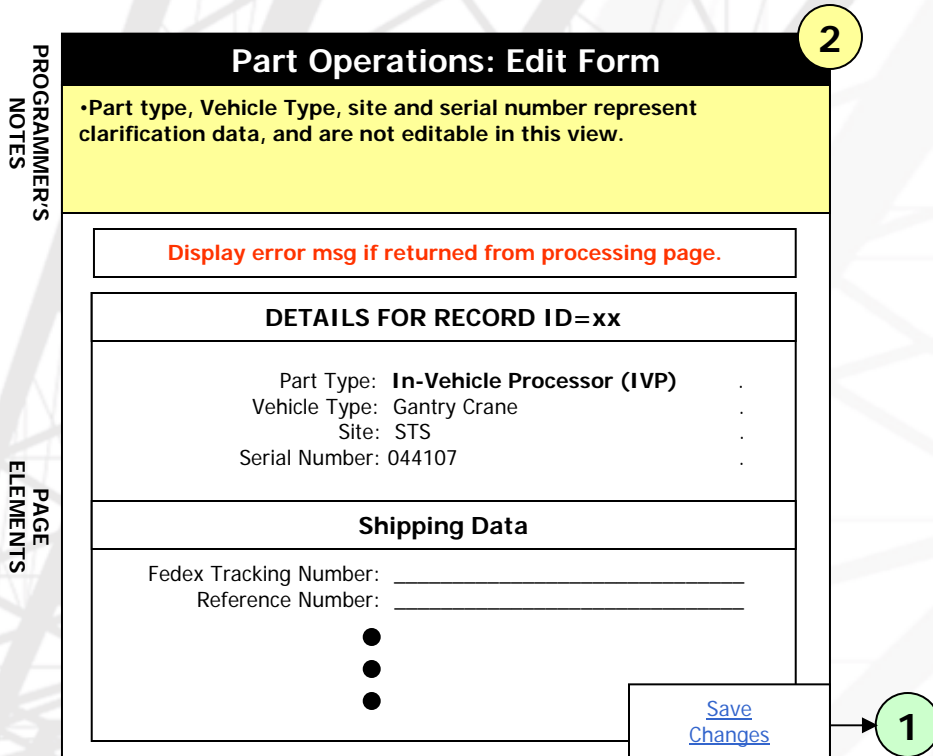 2
Part Operations: Edit Form
PROGRAMMER'S
NOTES
•Part type, Vehicle Type, site and serial number represent
clarification data, and are not editable in this view.
Display error msg if returned from processing page.
DETAILS FOR RECORD ID=xx
Part Type: In-Vehicle Processor (IVP) .
Vehicle Type: Gantry Crane .
Site: STS .
Serial Number: 044107 .
PAGE
ELEMENTS
Shipping Data
Fedex Tracking Number: ________________________________
Reference Number: ________________________________
●
●
●
Save
Changes
1